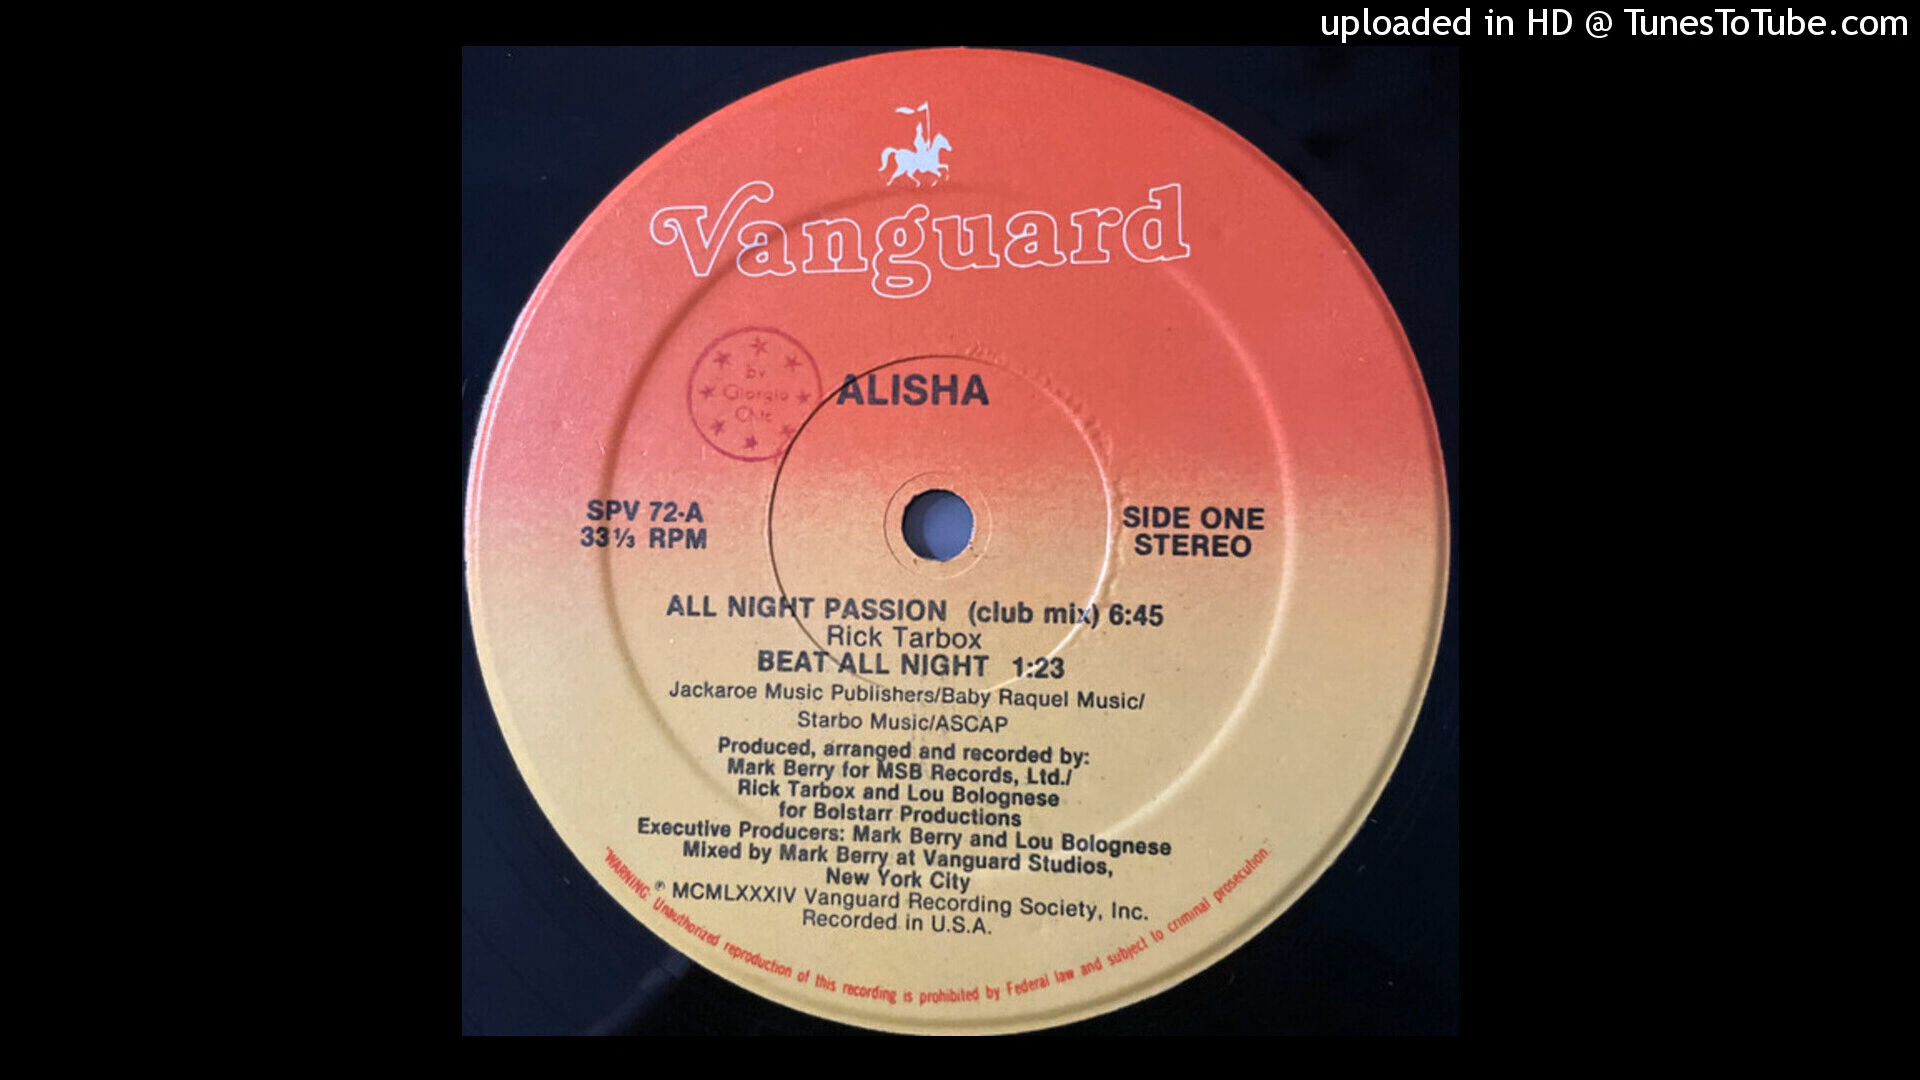 uploaded in HD @ TunesToTube.com
Vanguard
by
Giorgio
Chic
ALISHA
SPV 72-A
33⅓ RPM
SIDE ONE
STEREO
ALL NIGHT PASSION (club mix) 6:45
Rick Tarbox
BEAT ALL NIGHT 1:23
Jackaroe Music Publishers/Baby Raquel Music/
Starbo Music/ASCAP
Produced, arranged and recorded by:
Mark Berry for MSB Records, Ltd./
Rick Tarbox and Lou Bolognese
for Bolstarr Productions
Executive Producers: Mark Berry and Lou Bolognese
Mixed by Mark Berry at Vanguard Studios,
New York City
℗ MCMLXXXIV Vanguard Recording Society, Inc.
Recorded in U.S.A.
"WARNING: Unauthorized reproduction of this recording is prohibited by Federal law and subject to criminal prosecution."